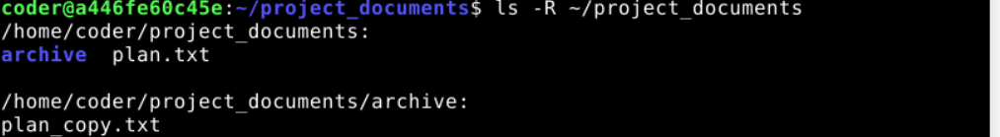 coder@a446fe60c45e:~/project_documents$ ls -R ~/project_documents
/home/coder/project_documents:
archive  plan.txt

/home/coder/project_documents/archive:
plan_copy.txt